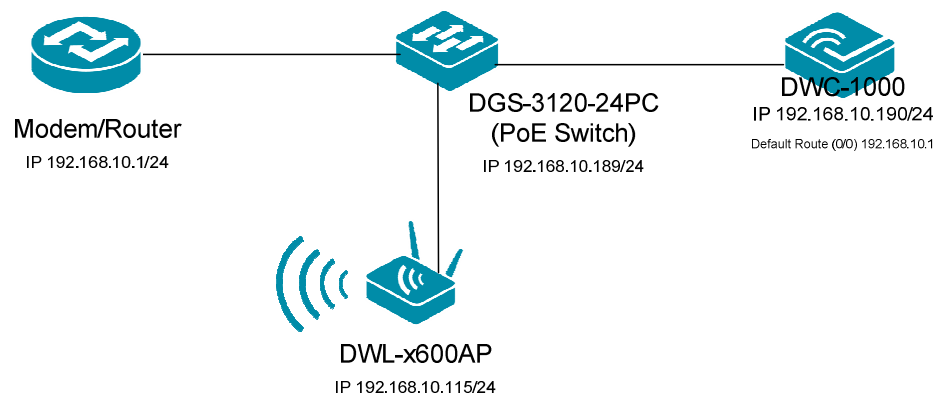 Modem/Router
IP 192.168.10.1/24
DGS-3120-24PC
(PoE Switch)
IP 192.168.10.189/24
DWC-1000
IP 192.168.10.190/24
Default Route (0/0) 192.168.10.1
DWL-x600AP
IP 192.168.10.115/24